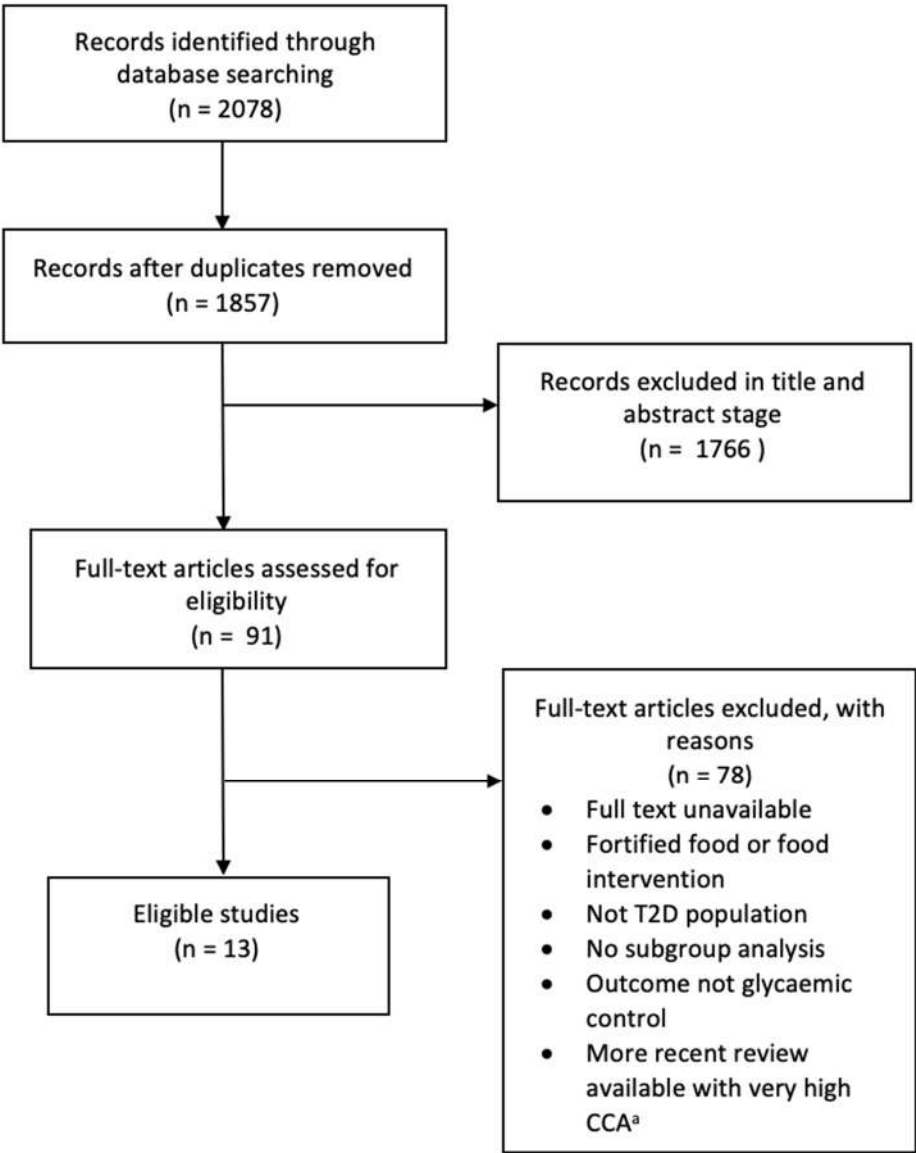 Records identified through
database searching
(n = 2078)
Records after duplicates removed
(n = 1857)
Records excluded in title and
abstract stage
(n =  1766 )
Full-text articles assessed for
eligibility
(n =  91)
Full-text articles excluded, with
reasons
(n = 78)
• Full text unavailable
• Fortified food or food
intervention
• Not T2D population
• No subgroup analysis
• Outcome not glycaemic
control
• More recent review
available with very high
CCAᵃ
Eligible studies
(n = 13)